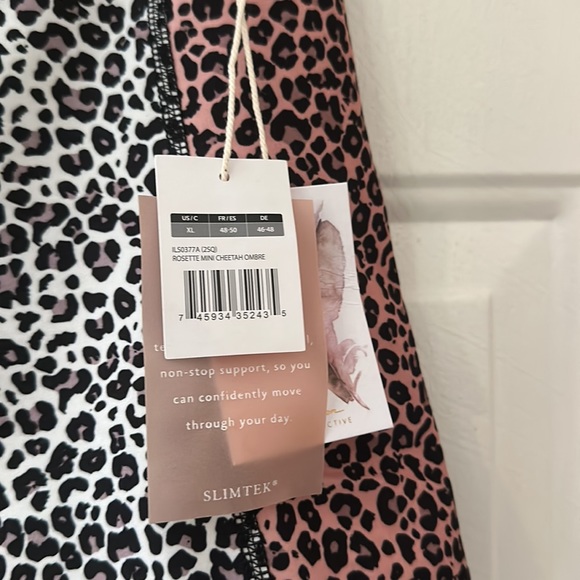 US/C FR/ES DE
XL 48-50 46-48
IL50377A (2SQ)
ROSETTE MINI CHEETAH OMBRE
7 45934 35243 5
non-stop support, so you
can confidently move
through your day.
CTIVE
SLIMTEK®